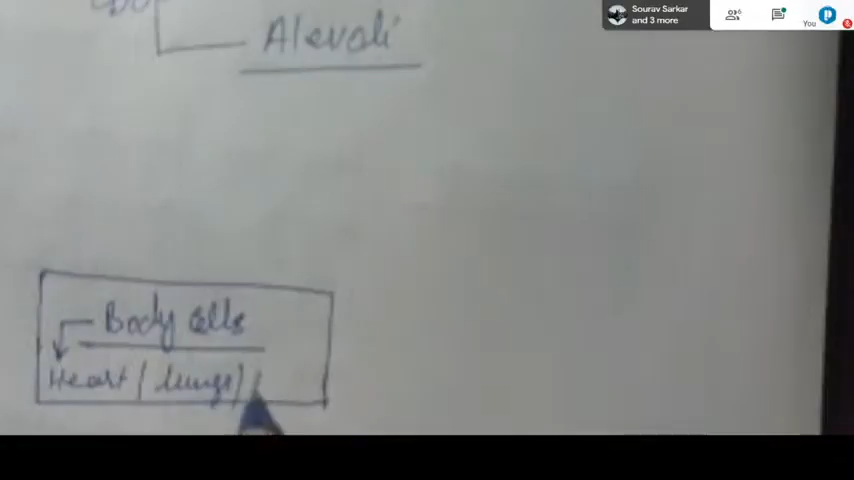 Sourav Sarkar
and 3 more
You
Alevoli
Body cells
Heart / lungs) /